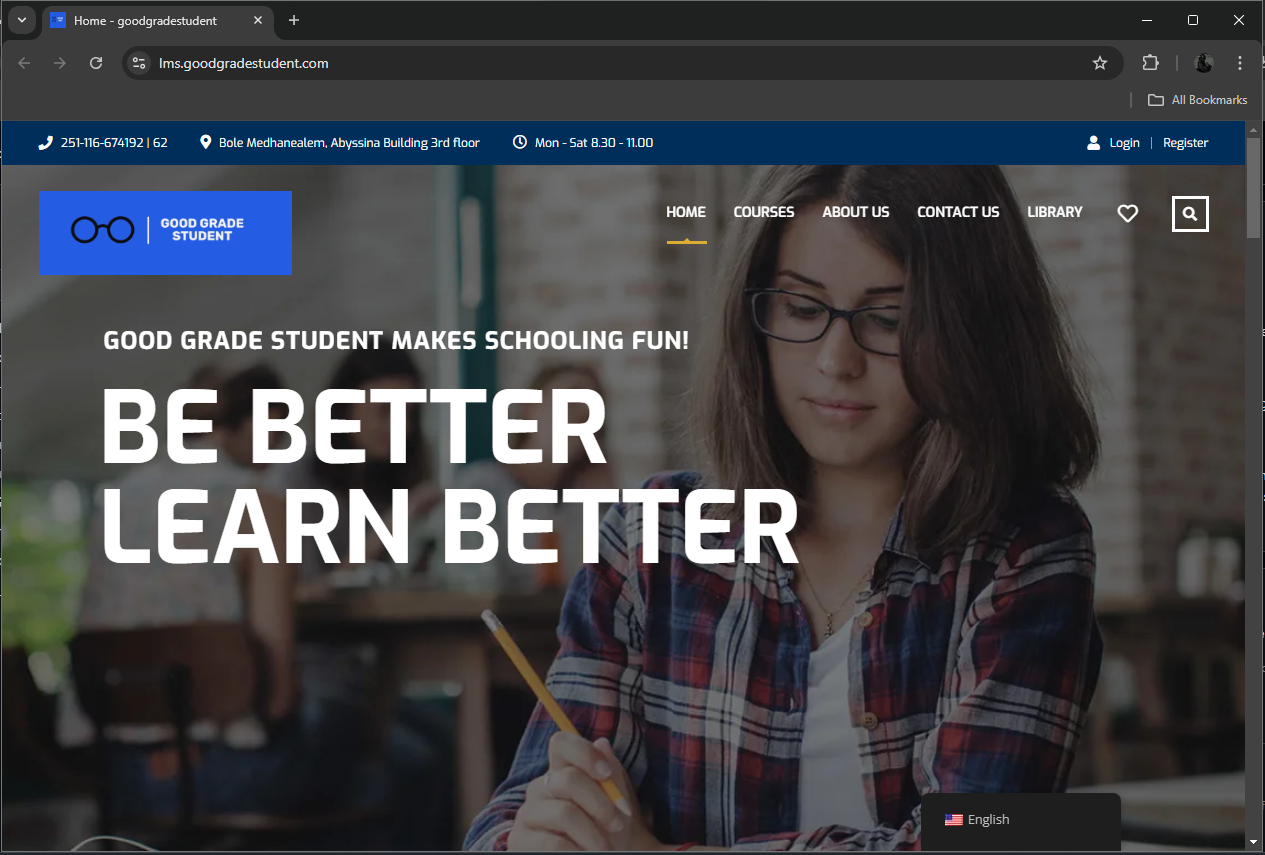 Home - goodgradestudent
lms.goodgradestudent.com
All Bookmarks
251-116-674192 | 62
Bole Medhanealem, Abyssina Building 3rd floor
Mon - Sat 8.30 - 11.00
Login | Register
GOOD GRADE
STUDENT
HOME COURSES ABOUT US CONTACT US LIBRARY
GOOD GRADE STUDENT MAKES SCHOOLING FUN!
BE BETTER
LEARN BETTER
English